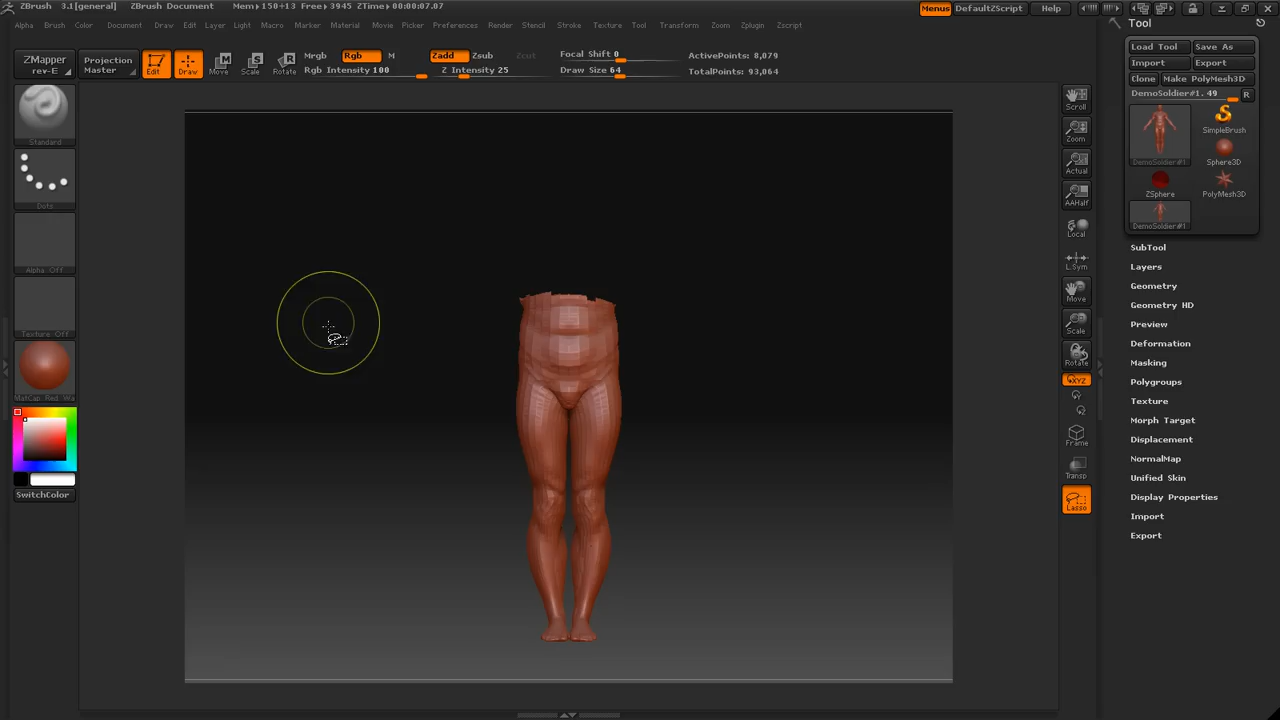 ZBrush 3.1[general] ZBrush Document Mem▶150+13 Free▶3945 ZTime▶00:00:07.07
Menus DefaultZScript Help
Alpha Brush Color Document Draw Edit Layer Light Macro Marker Material Movie Picker Preferences Render Stencil Stroke Texture Tool Transform Zoom Zplugin Zscript
ZMapper
rev-E
Projection
Master
Edit
Draw
Move
Scale
Rotate
Mrgb Rgb M
Rgb Intensity 100
Zadd Zsub Zcut
Z Intensity 25
Focal Shift 0
Draw Size 64
ActivePoints: 8,079
TotalPoints: 93,064
Standard
Dots
Alpha Off
Texture Off
MatCap Red Wa
SwitchColor
Scroll
Zoom
Actual
AAHalf
Local
L.Sym
Move
Scale
Rotate
XYZ
Y
Z
Frame
Transp
Lasso
Tool
Load Tool Save As
Import Export
Clone Make PolyMesh3D
DemoSoldier#1. 49 R
DemoSoldier#1
SimpleBrush
Sphere3D
ZSphere
PolyMesh3D
DemoSoldier#1
SubTool
Layers
Geometry
Geometry HD
Preview
Deformation
Masking
Polygroups
Texture
Morph Target
Displacement
NormalMap
Unified Skin
Display Properties
Import
Export